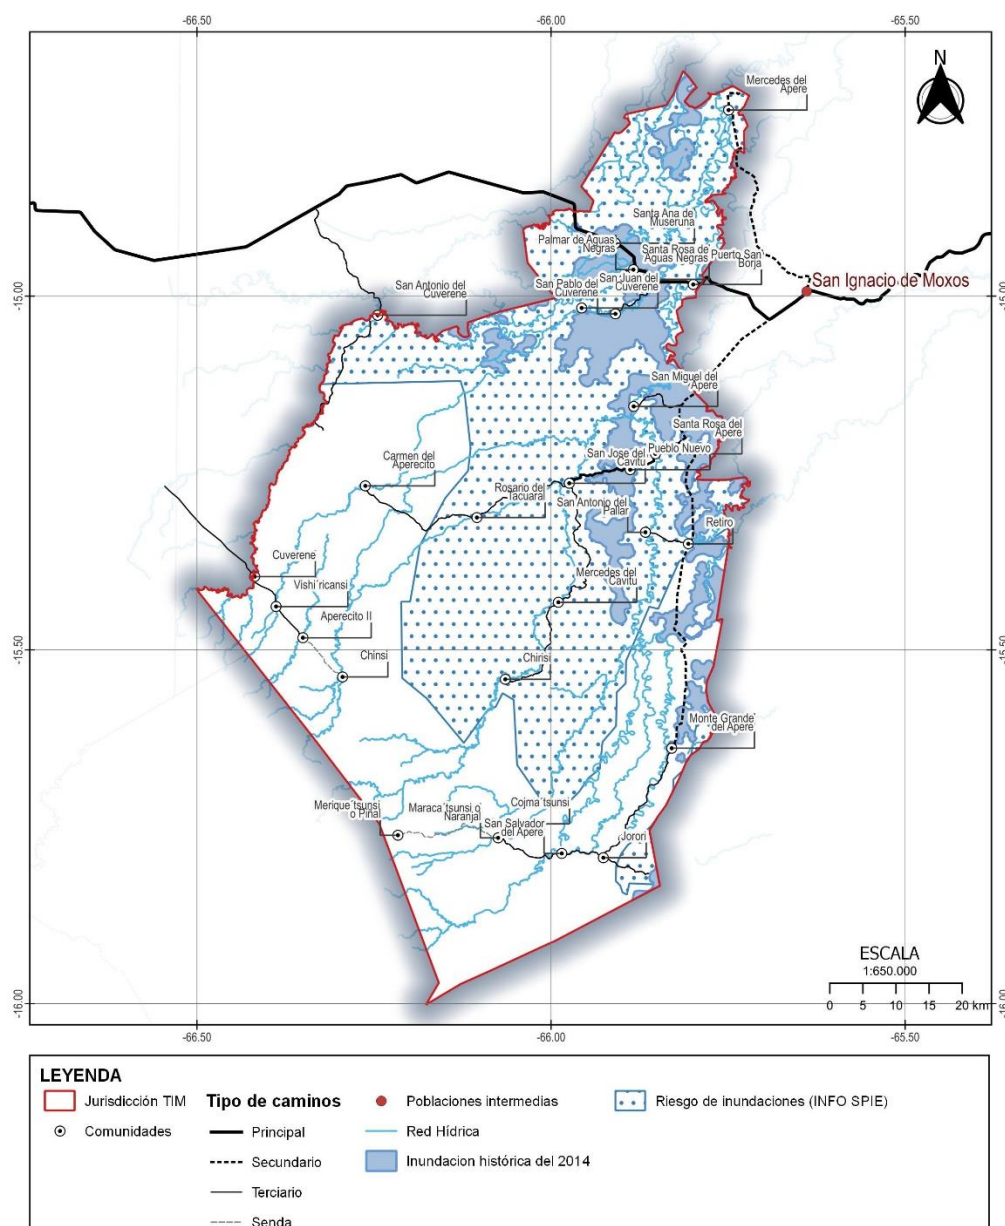 -66.50
-66.00
-65.50
N
Mercedes del
Apere
Santa Ana de
Museruna
Palmar de Aguas
Negras
Santa Rosa de
Aguas Negras
Puerto San
Borja
San Ignacio de Moxos
San Antonio del
Cuverene
San Pablo del
Cuverene
San Juan del
Cuverene
-15.00
-15.00
San Miguel del
Apere
Santa Rosa del
Apere
Pueblo Nuevo
San Jose del
Cavitu
Carmen del
Aperecito
Rosario del
Tacuaral
San Antonio del
Pallar
Retiro
Cuverene
Vishi´ricansi
Mercedes del
Cavitu
Aperecito II
Chinsi
Chirisi
-15.50
-15.50
Monte Grande
del Apere
Merique´tsunsi
o Piñal
Maraca´tsunsi o
Naranjal
Cojma´tsunsi
San Salvador
del Apere
Jorori
ESCALA
1:650.000
0 5 10 15 20 km
-16.00
-16.00
-66.50
-66.00
-65.50
LEYENDA
Jurisdicción TIM
Comunidades
Tipo de caminos
Principal
Secundario
Terciario
Senda
Poblaciones intermedias
Red Hídrica
Inundacion histórica del 2014
Riesgo de inundaciones (INFO SPIE)